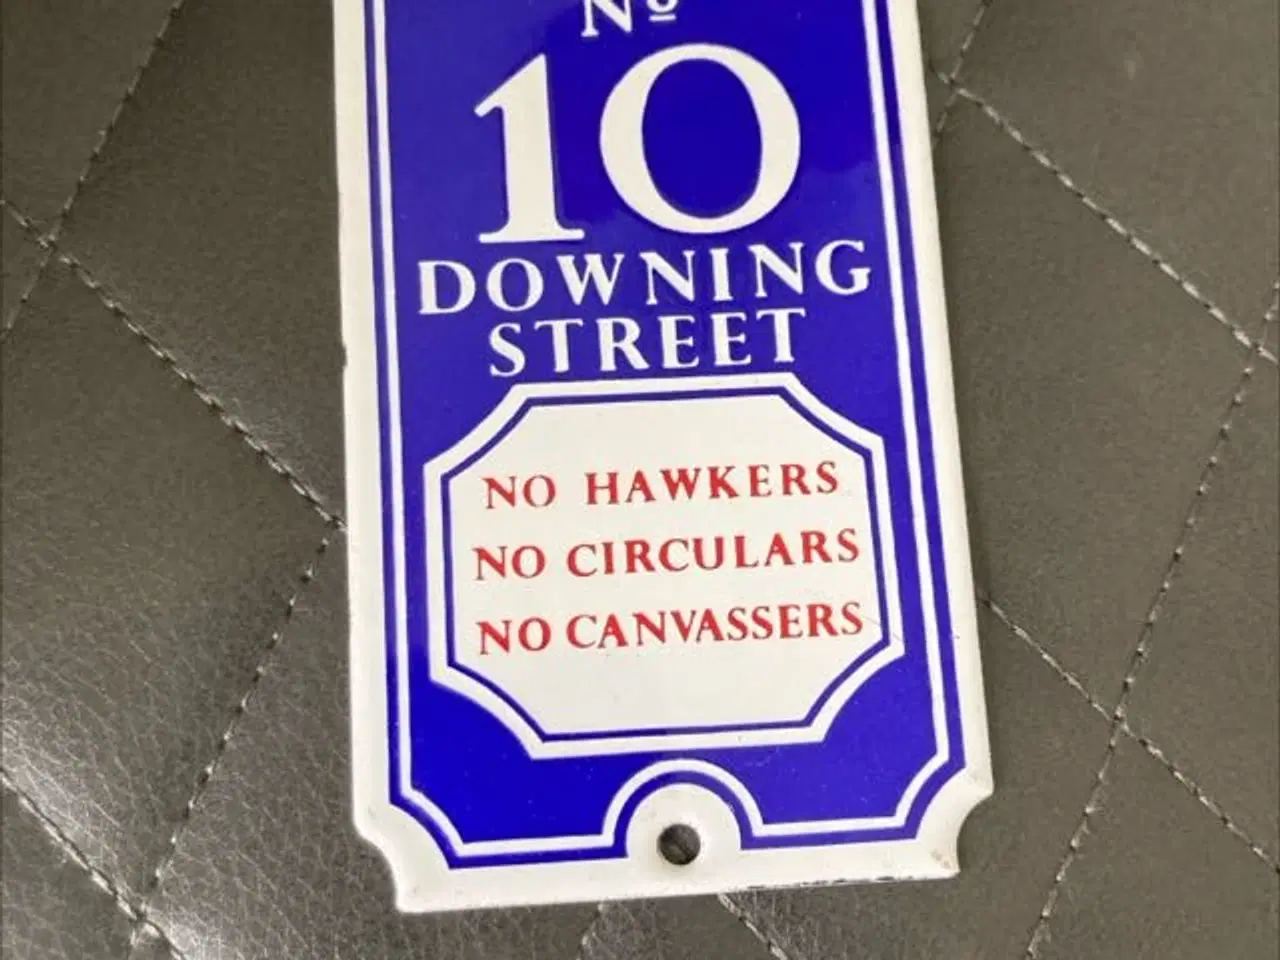 Nº
10
DOWNING
STREET
NO HAWKERS
NO CIRCULARS
NO CANVASSERS